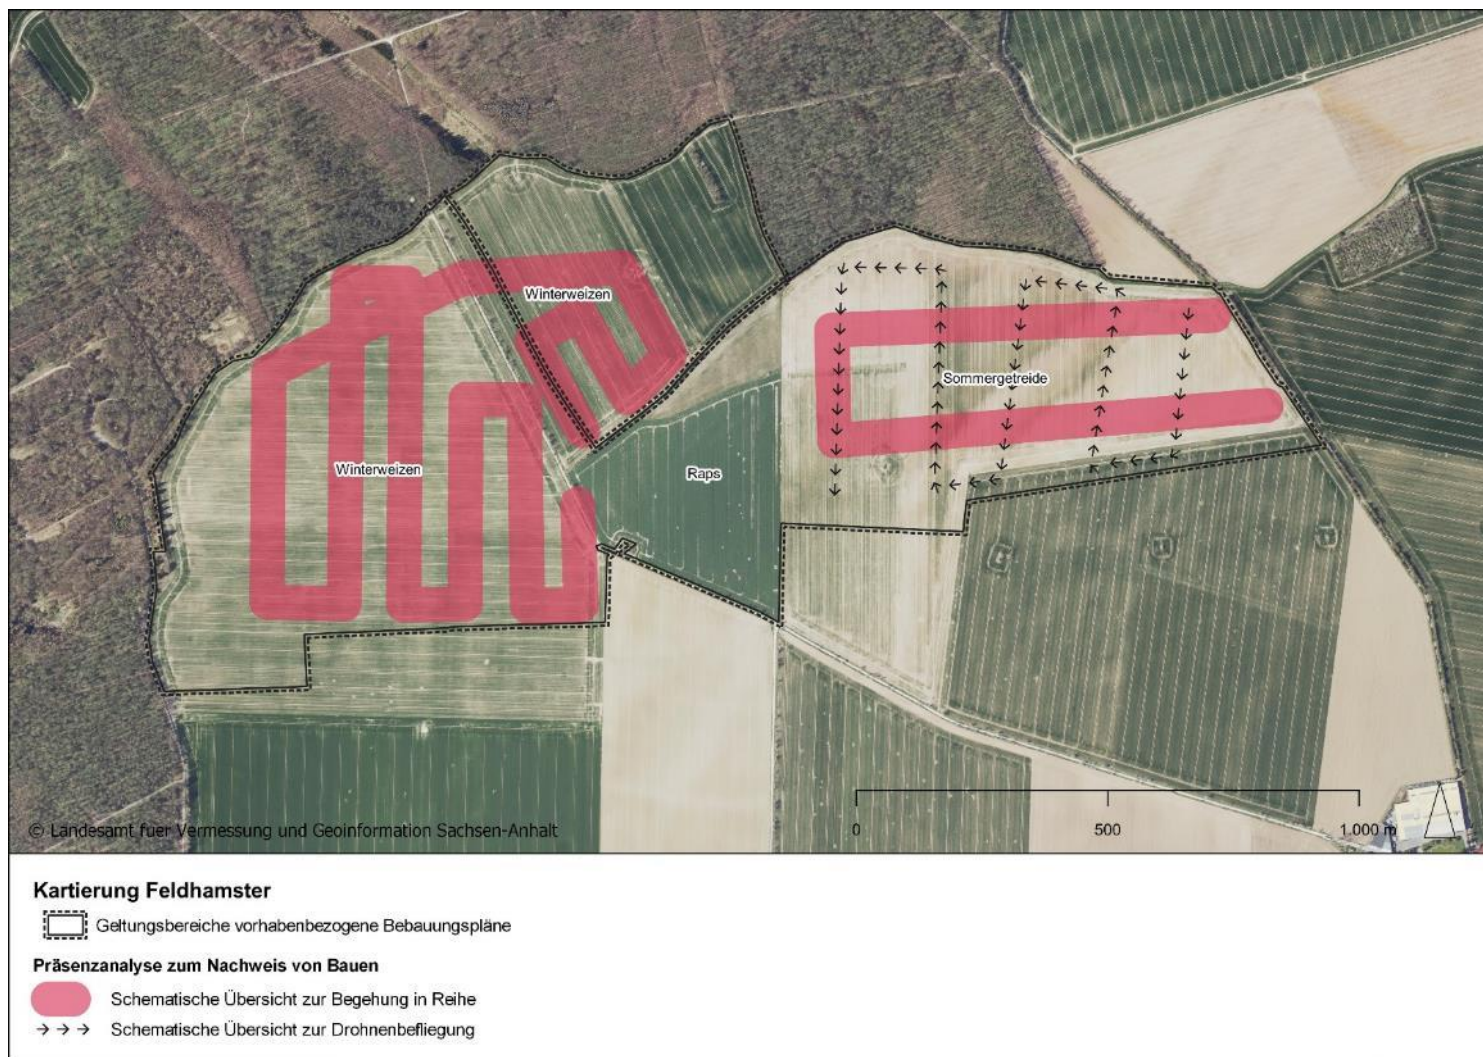 Winterweizen
Sommergetreide
Winterweizen
Raps
© Landesamt fuer Vermessung und Geoinformation Sachsen-Anhalt
0 500 1.000 m
Kartierung Feldhamster
Geltungsbereiche vorhabenbezogene Bebauungspläne
Präsenzanalyse zum Nachweis von Bauen
Schematische Übersicht zur Begehung in Reihe
Schematische Übersicht zur Drohnenbefliegung